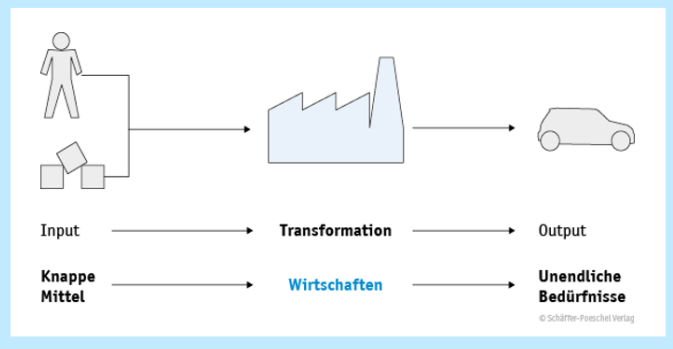 Input Transformation Output
Knappe Mittel Wirtschaften Unendliche Bedürfnisse
© Schäffer-Poeschel Verlag